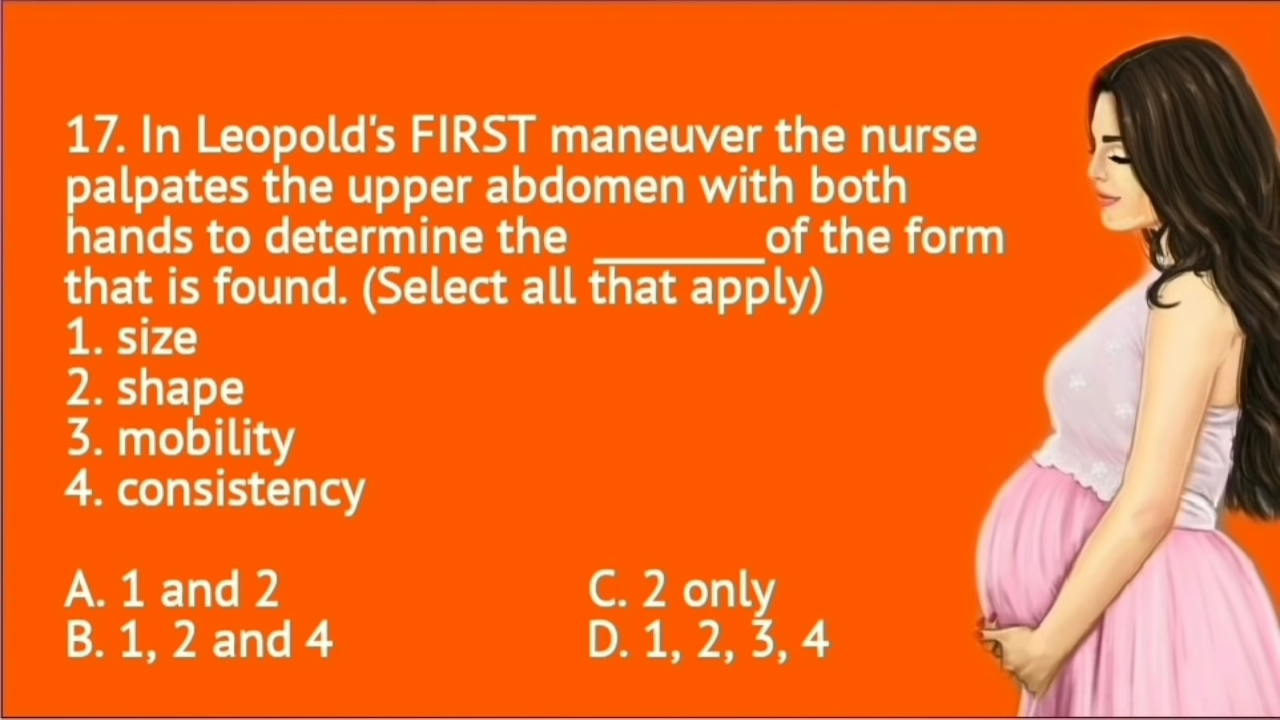 17. In Leopold's FIRST maneuver the nurse
palpates the upper abdomen with both
hands to determine the ________of the form
that is found. (Select all that apply)
1. size
2. shape
3. mobility
4. consistency
A. 1 and 2
B. 1, 2 and 4
C. 2 only
D. 1, 2, 3, 4